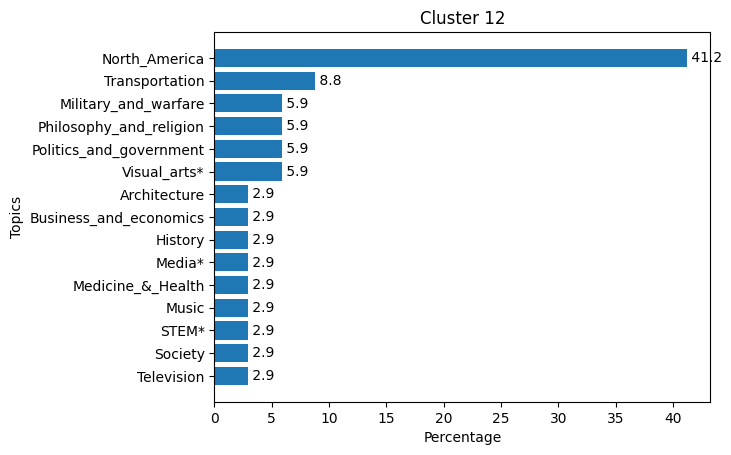 Cluster 12
Topics
North_America 41.2
Transportation 8.8
Military_and_warfare 5.9
Philosophy_and_religion 5.9
Politics_and_government 5.9
Visual_arts* 5.9
Architecture 2.9
Business_and_economics 2.9
History 2.9
Media* 2.9
Medicine_&_Health 2.9
Music 2.9
STEM* 2.9
Society 2.9
Television 2.9
0 5 10 15 20 25 30 35 40
Percentage